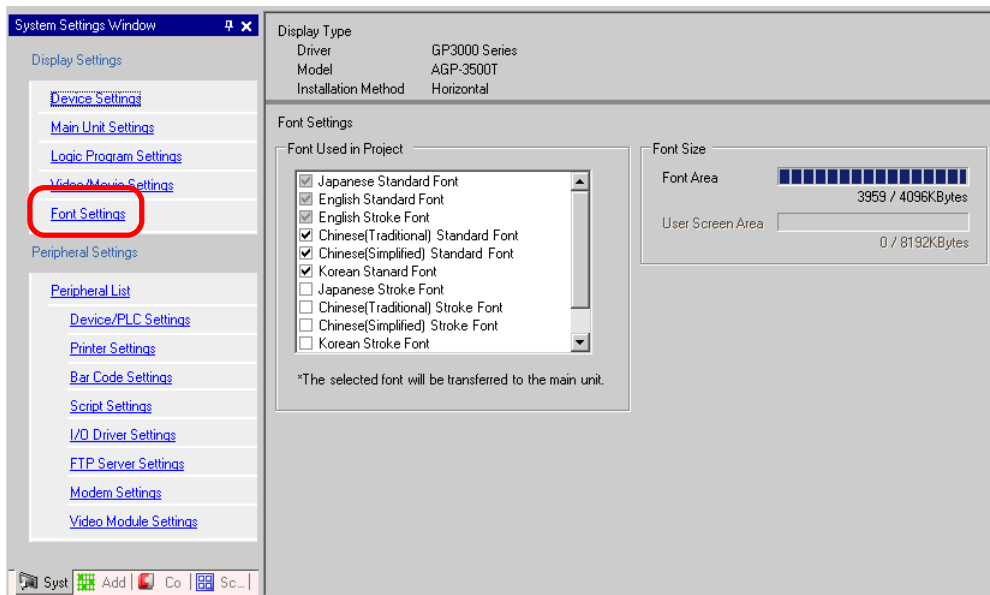 System Settings Window
Display Settings
Device Settings
Main Unit Settings
Logic Program Settings
Video/Movie Settings
Font Settings
Peripheral Settings
Peripheral List
Device/PLC Settings
Printer Settings
Bar Code Settings
Script Settings
I/O Driver Settings
FTP Server Settings
Modem Settings
Video Module Settings
Syst Add Co Sc...
Display Type
Driver GP3000 Series
Model AGP-3500T
Installation Method Horizontal
Font Settings
Font Used in Project
Japanese Standard Font
English Standard Font
English Stroke Font
Chinese(Traditional) Standard Font
Chinese(Simplified) Standard Font
Korean Stanard Font
Japanese Stroke Font
Chinese(Traditional) Stroke Font
Chinese(Simplified) Stroke Font
Korean Stroke Font
*The selected font will be transferred to the main unit.
Font Size
Font Area
3959 / 4096KBytes
User Screen Area
0 / 8192KBytes